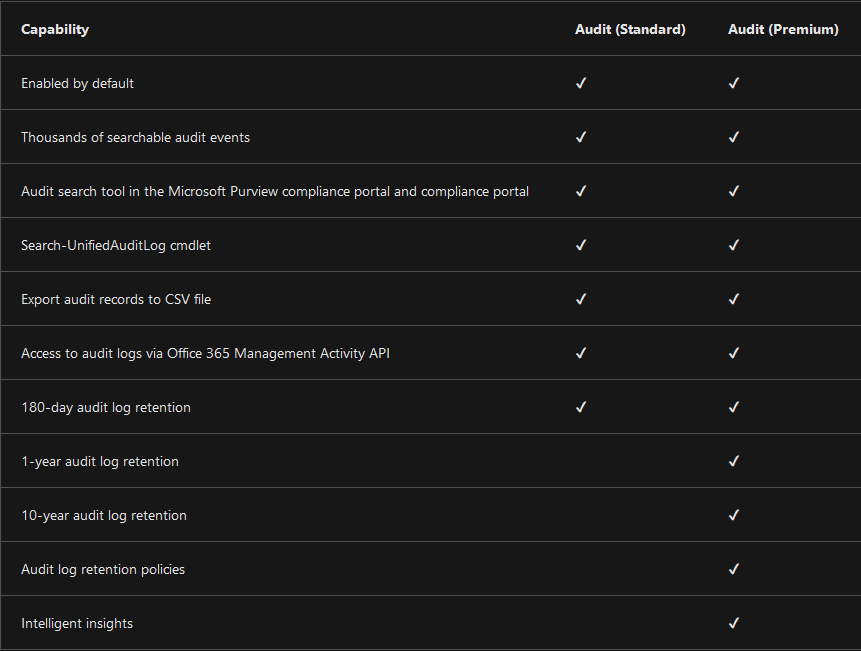 Capability Audit (Standard) Audit (Premium)
Enabled by default ✓ ✓
Thousands of searchable audit events ✓ ✓
Audit search tool in the Microsoft Purview compliance portal and compliance portal ✓ ✓
Search-UnifiedAuditLog cmdlet ✓ ✓
Export audit records to CSV file ✓ ✓
Access to audit logs via Office 365 Management Activity API ✓ ✓
180-day audit log retention ✓ ✓
1-year audit log retention ✓
10-year audit log retention ✓
Audit log retention policies ✓
Intelligent insights ✓